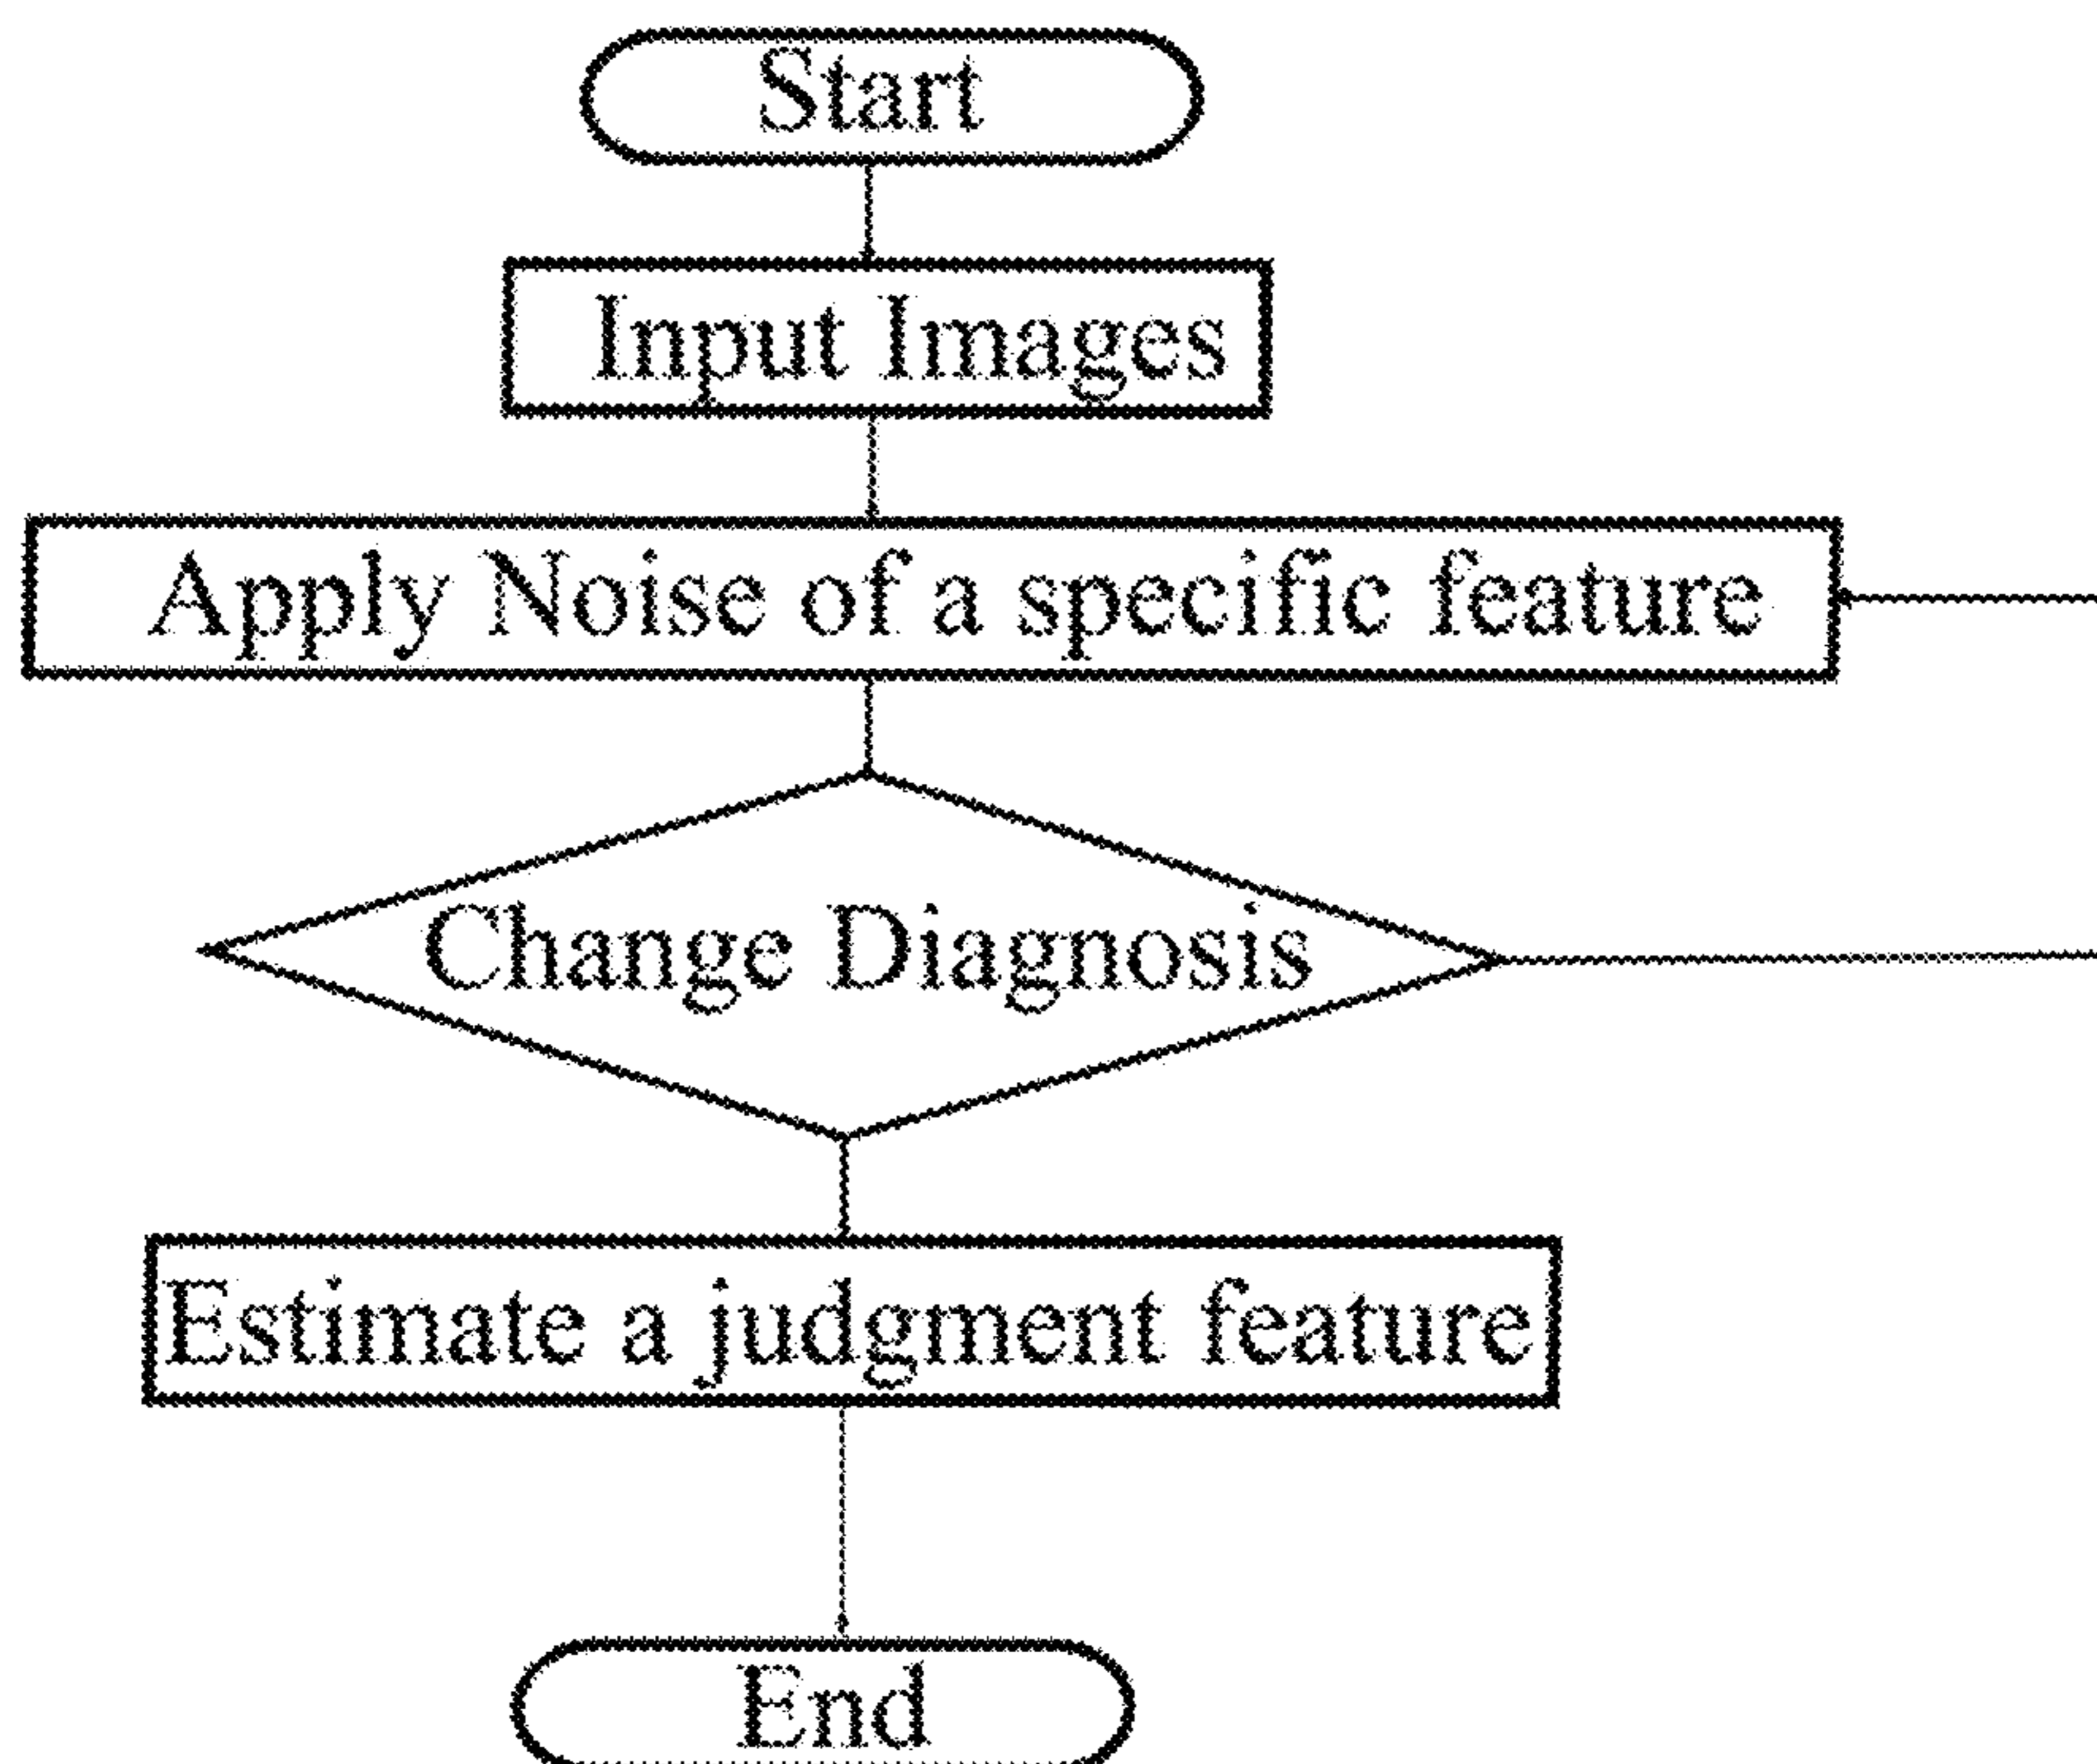 Start
Input Images
Apply Noise of a specific feature
Change Diagnosis
Estimate a judgment feature
End